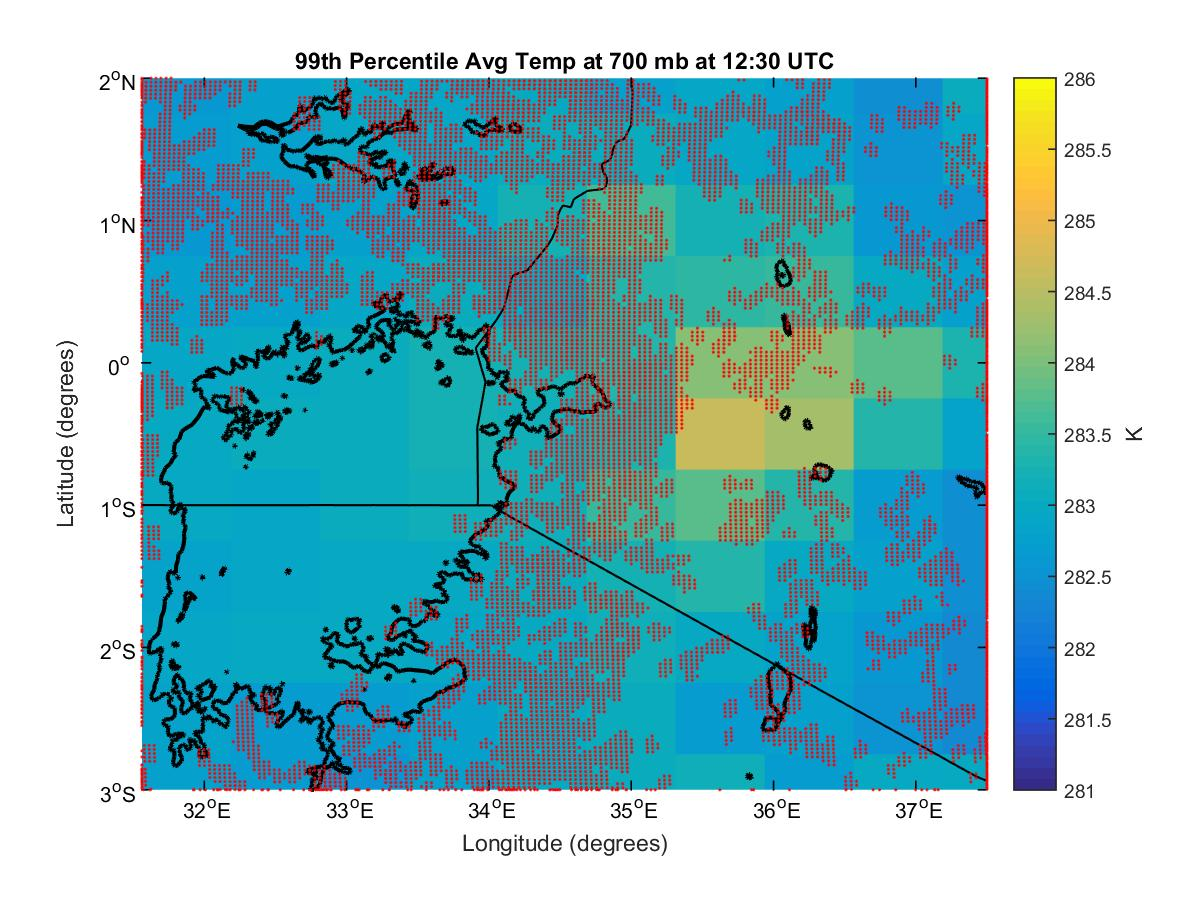 99th Percentile Avg Temp at 700 mb at 12:30 UTC
2°N
1°N
0°
1°S
2°S
3°S
Latitude (degrees)
32°E 33°E 34°E 35°E 36°E 37°E
Longitude (degrees)
286
285.5
285
284.5
284
283.5
283
282.5
282
281.5
281
K